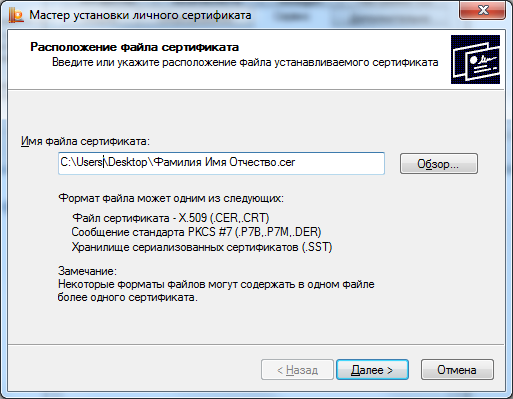 Мастер установки личного сертификата
Расположение файла сертификата
Введите или укажите расположение файла устанавливаемого сертификата
Имя файла сертификата:
C:\Users\Desktop\Фамилия Имя Отчество.cer
Обзор...
Формат файла может одним из следующих:
Файл сертификата - X.509 (.CER,.CRT)
Сообщение стандарта PKCS #7 (.P7B,.P7M,.DER)
Хранилище сериализованных сертификатов (.SST)
Замечание:
Некоторые форматы файлов могут содержать в одном файле
более одного сертификата.
< Назад
Далее >
Отмена